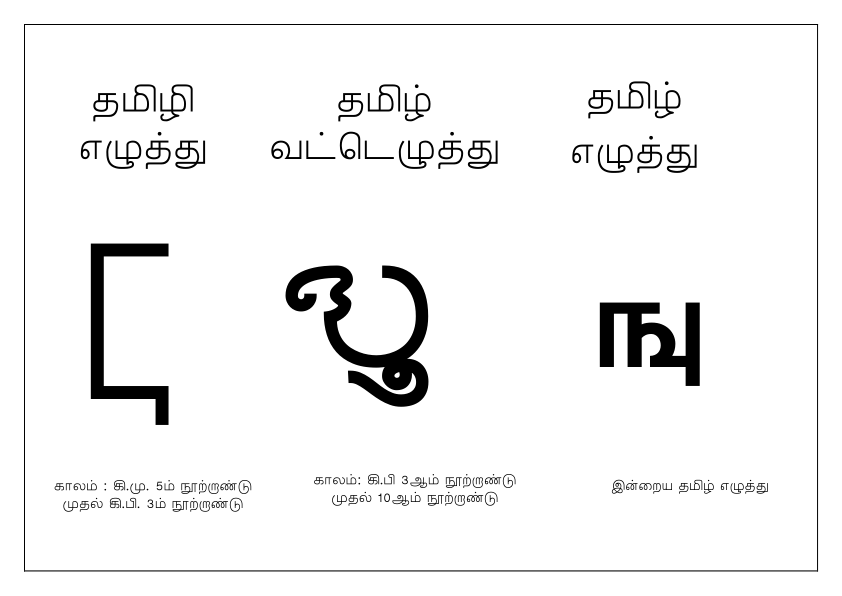 தமிழி
எழுத்து
தமிழ்
வட்டெழுத்து
தமிழ்
எழுத்து
ஙு
காலம் : கி.மு. 5ம் நூற்றாண்டு
முதல் கி.பி. 3ம் நூற்றாண்டு
காலம்: கி.பி 3ஆம் நூற்றாண்டு
முதல் 10ஆம் நூற்றாண்டு
இன்றைய தமிழ் எழுத்து